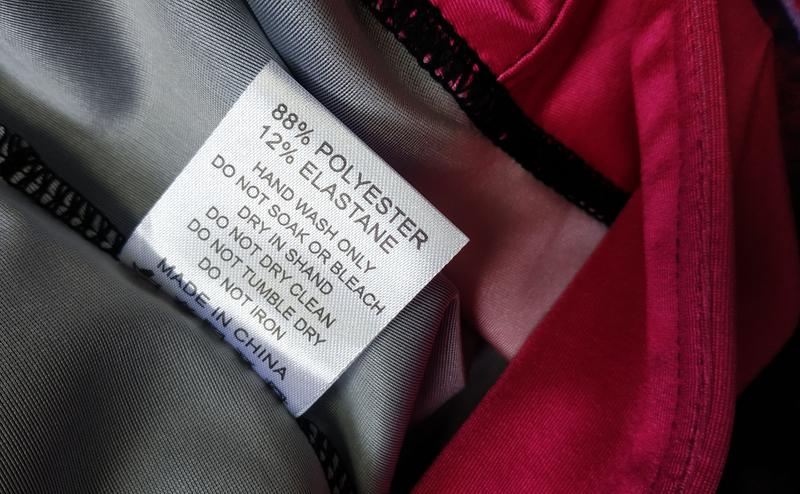 88% POLYESTER
12% ELASTANE
HAND WASH ONLY
DO NOT SOAK OR BLEACH
DRY IN SHAND
DO NOT DRY CLEAN
DO NOT TUMBLE DRY
DO NOT IRON
MADE IN CHINA